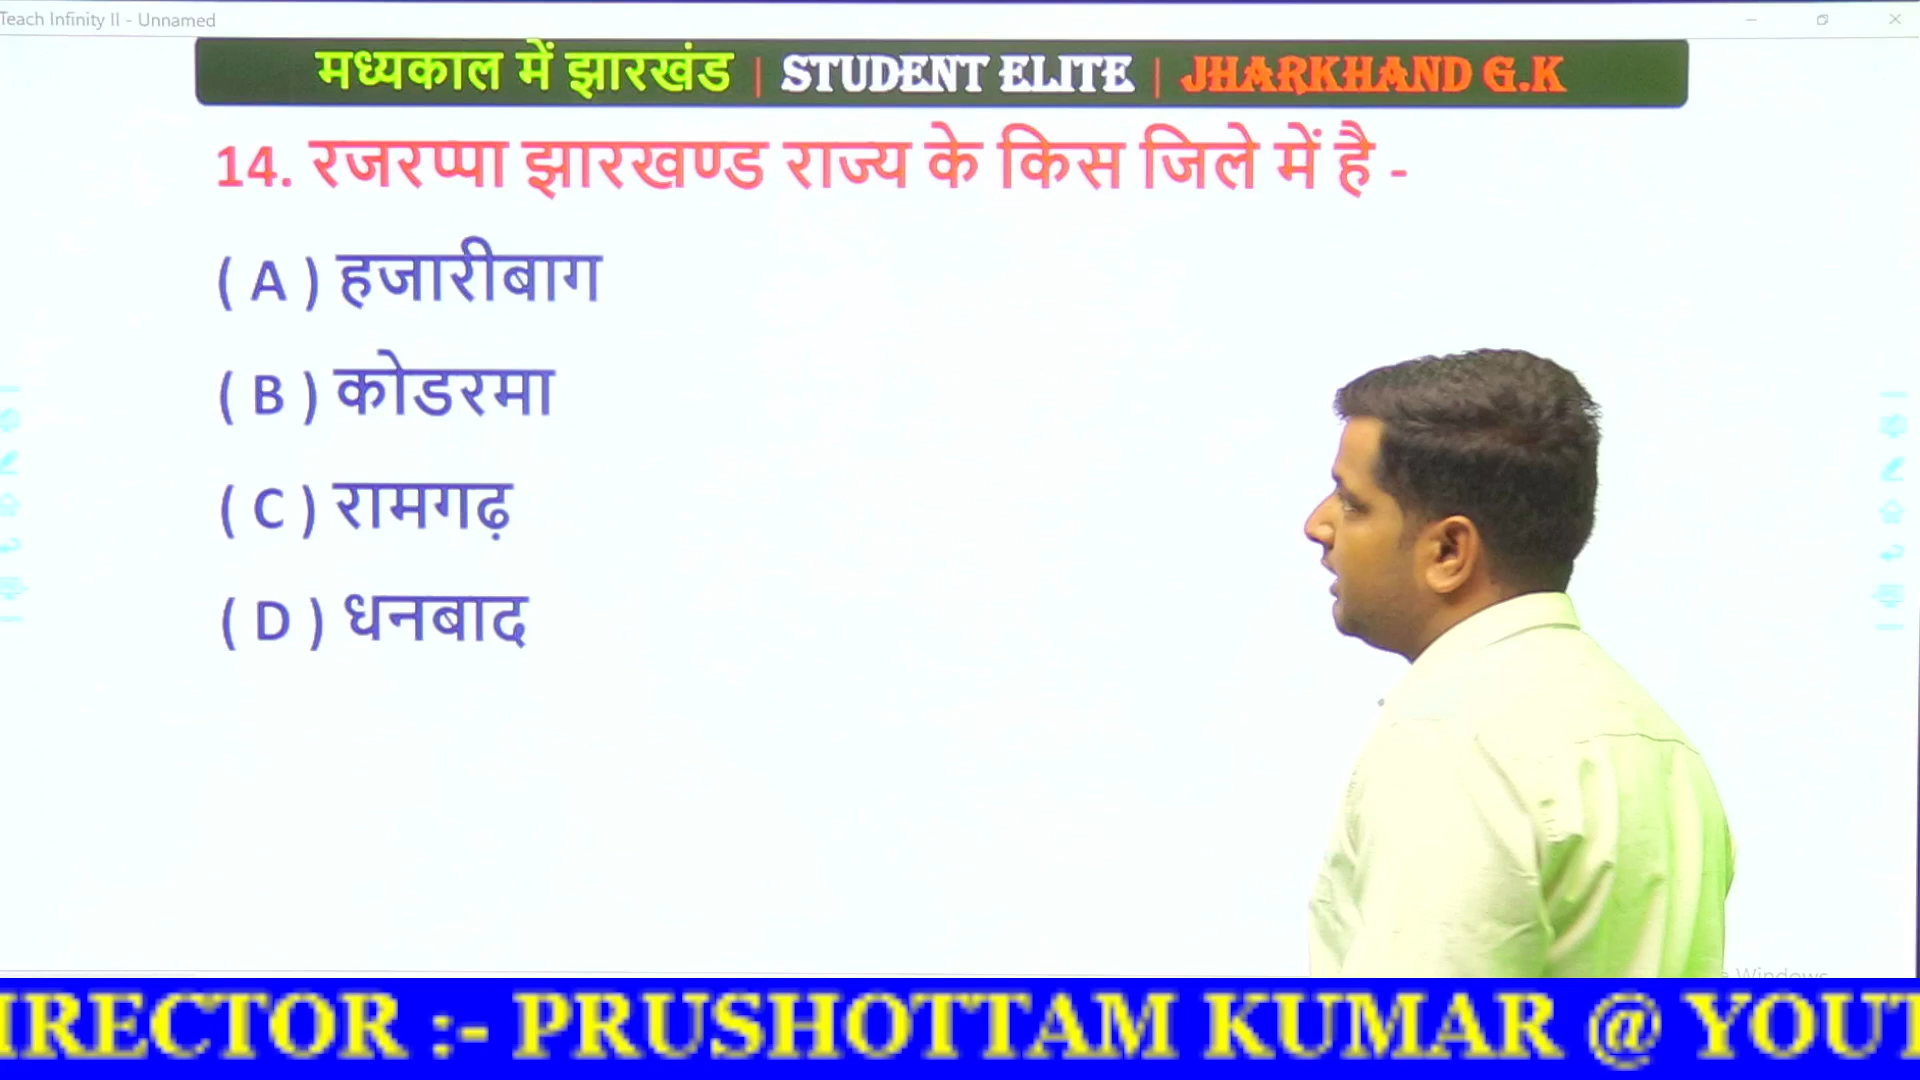 Teach Infinity II - Unnamed
मध्यकाल में झारखंड | STUDENT ELITE | JHARKHAND G.K
14. रजरप्पा झारखण्ड राज्य के किस जिले में है -
( A ) हजारीबाग
( B ) कोडरमा
( C ) रामगढ़
( D ) धनबाद
Windows
IRECTOR :- PRUSHOTTAM KUMAR @ YOUT